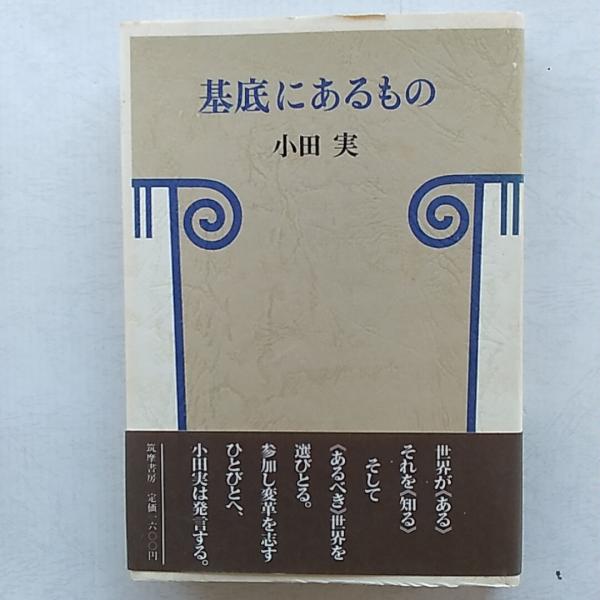 基底にあるもの
小田 実
世界が《ある》
それを《知る》
そして
《あるべき》世界を
選びとる。
参加し変革を志す
ひとびとへ、
小田実は発言する。
筑摩書房 定価一六〇〇円